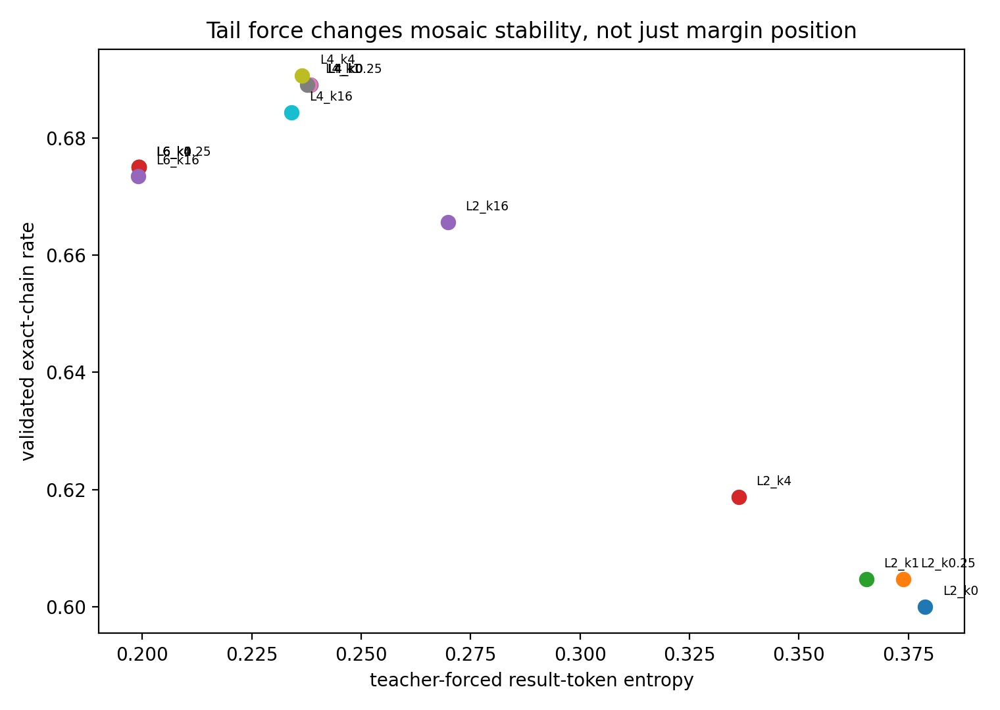 Tail force changes mosaic stability, not just margin position
validated exact-chain rate
0.68
0.66
0.64
0.62
0.60
L4_k4
L4_k0.25
L4_k16
L6_k0.25
L6_k16
L2_k16
L2_k4
L2_k1
L2_k0.25
L2_k0
0.200
0.225
0.250
0.275
0.300
0.325
0.350
0.375
teacher-forced result-token entropy